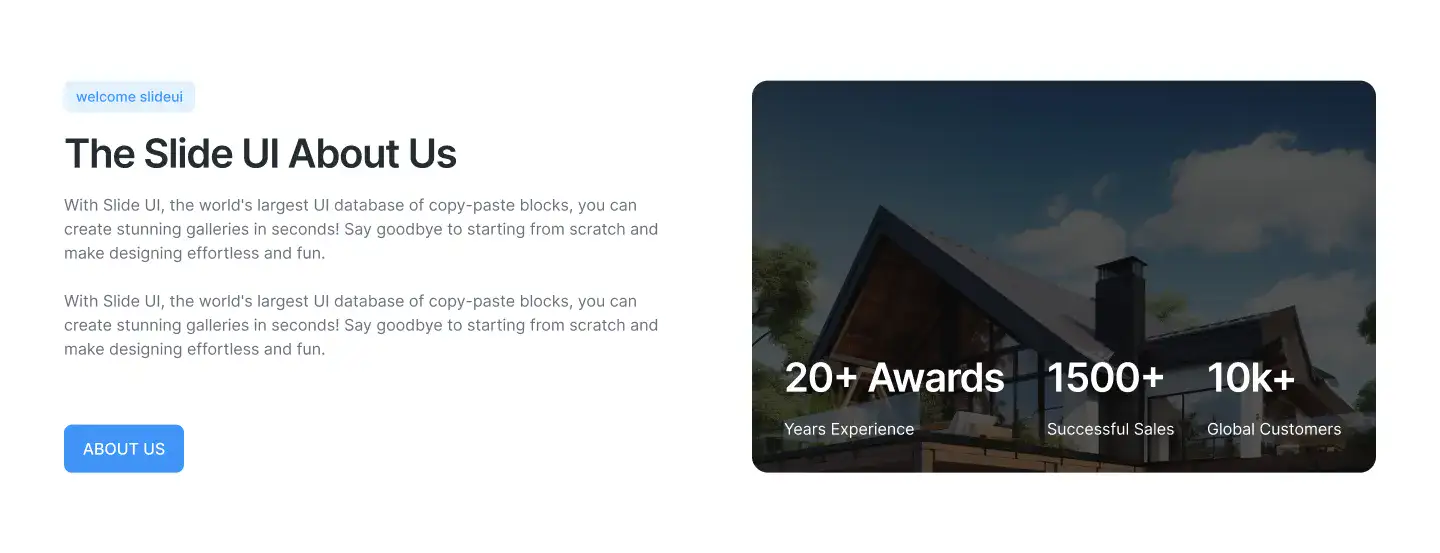 welcome slideui
The Slide UI About Us
With Slide UI, the world's largest UI database of copy-paste blocks, you can
create stunning galleries in seconds! Say goodbye to starting from scratch and
make designing effortless and fun.
With Slide UI, the world's largest UI database of copy-paste blocks, you can
create stunning galleries in seconds! Say goodbye to starting from scratch and
make designing effortless and fun.
ABOUT US
20+ Awards
Years Experience
1500+
Successful Sales
10k+
Global Customers